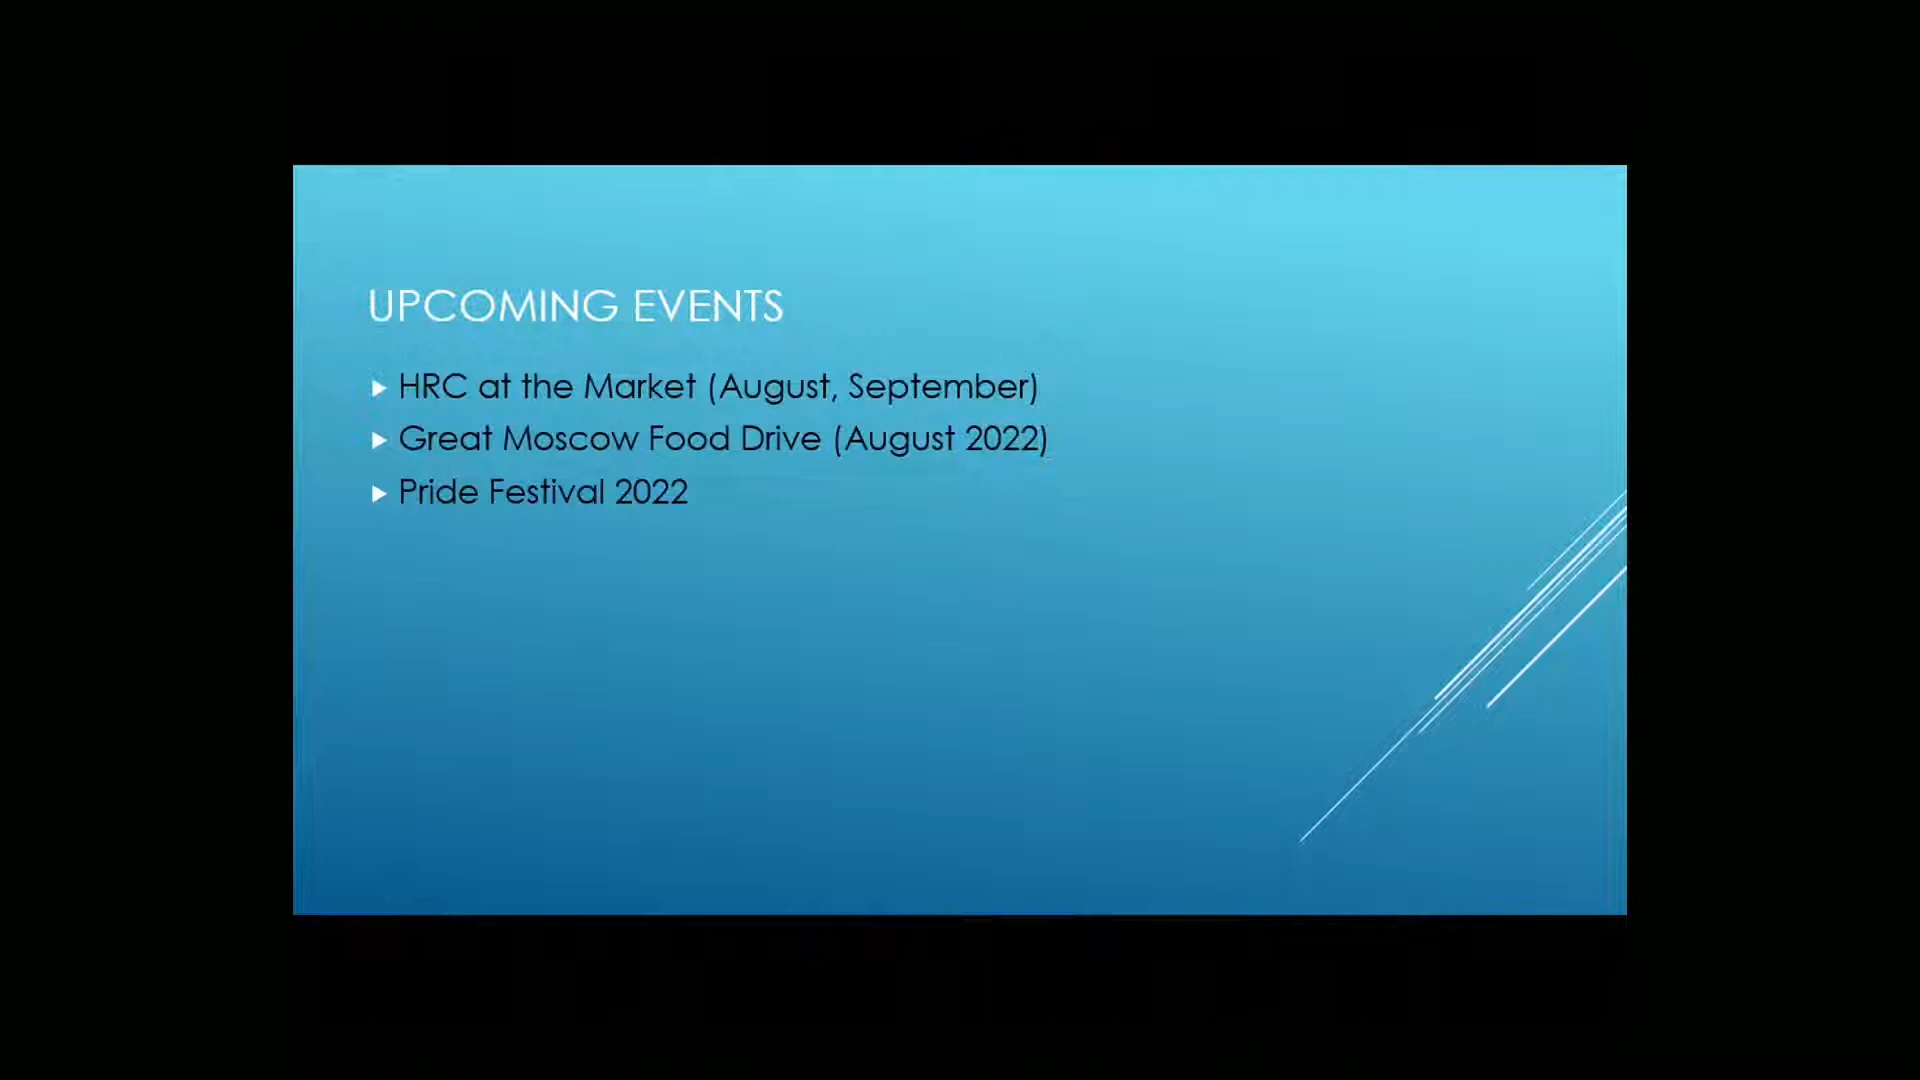 UPCOMING EVENTS
HRC at the Market (August, September)
Great Moscow Food Drive (August 2022)
Pride Festival 2022